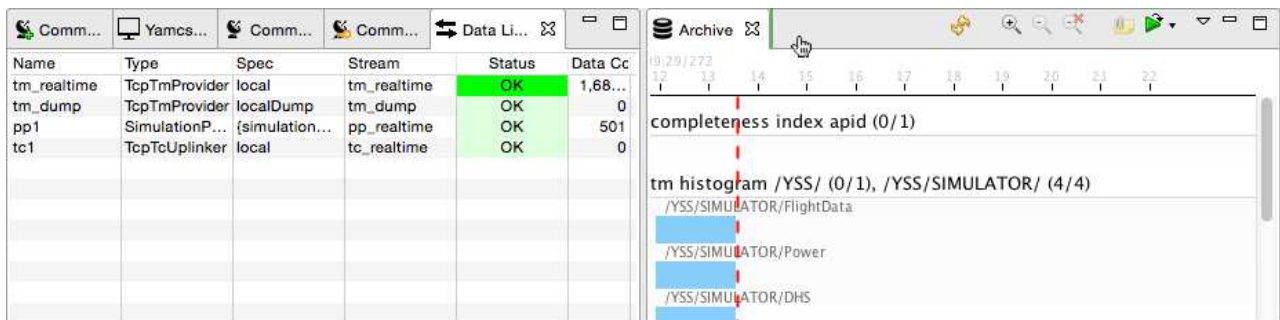 Comm... Yamcs... Comm... Comm... Data Li...
Name Type Spec Stream Status Data Cc
tm_realtime TcpTmProvider local tm_realtime OK 1,68...
tm_dump TcpTmProvider localDump tm_dump OK 0
pp1 SimulationP... {simulation... pp_realtime OK 501
tc1 TcpTcUplinker local tc_realtime OK 0
Archive
9:29/272
12 13 14 15 16 17 18 19 20 21 22
completeness index apid (0/1)
tm histogram /YSS/ (0/1), /YSS/SIMULATOR/ (4/4)
/YSS/SIMULATOR/FlightData
/YSS/SIMULATOR/Power
/YSS/SIMULATOR/DHS